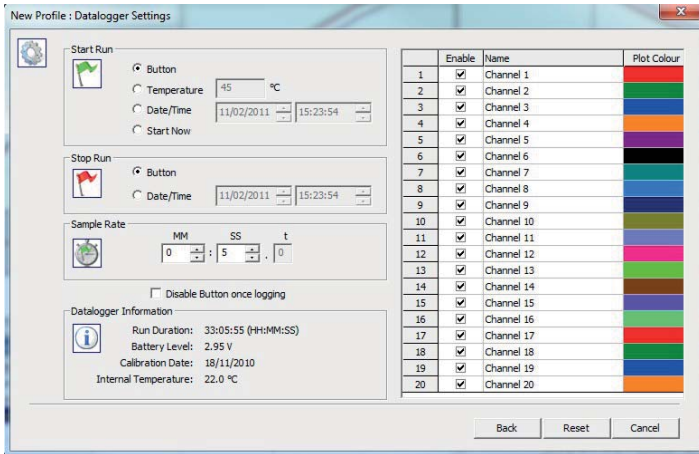 New Profile : Datalogger Settings
Start Run
Button
Temperature 45 ºC
Date/Time 11/02/2011 15:23:54
Start Now
Stop Run
Button
Date/Time 11/02/2011 15:23:54
Sample Rate
MM SS t
0 : 5 . 0
Disable Button once logging
Datalogger Information
Run Duration: 33:05:55 (HH:MM:SS)
Battery Level: 2.95 V
Calibration Date: 18/11/2010
Internal Temperature: 22.0 ºC
Enable Name Plot Colour
1 Channel 1
2 Channel 2
3 Channel 3
4 Channel 4
5 Channel 5
6 Channel 6
7 Channel 7
8 Channel 8
9 Channel 9
10 Channel 10
11 Channel 11
12 Channel 12
13 Channel 13
14 Channel 14
15 Channel 15
16 Channel 16
17 Channel 17
18 Channel 18
19 Channel 19
20 Channel 20
Back Reset Cancel